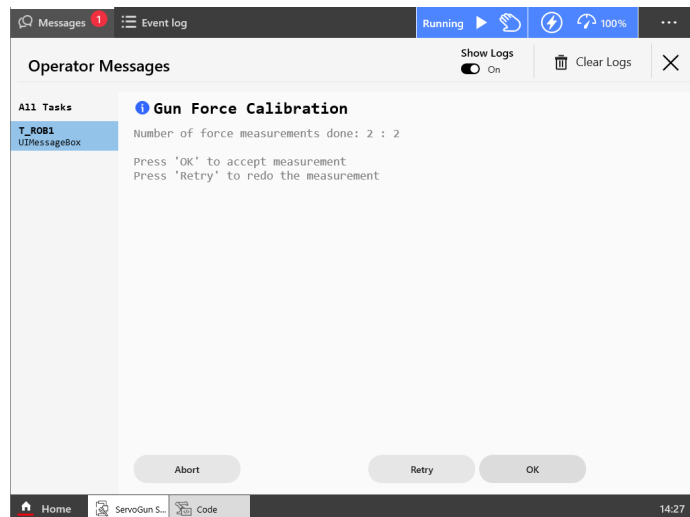 Messages 1 Event log Running 100% ...
Operator Messages Show Logs On Clear Logs
All Tasks
T_ROB1
UIMessageBox
Gun Force Calibration
Number of force measurements done: 2 : 2
Press 'OK' to accept measurement
Press 'Retry' to redo the measurement
Abort Retry OK
Home ServoGun S... Code 14:27